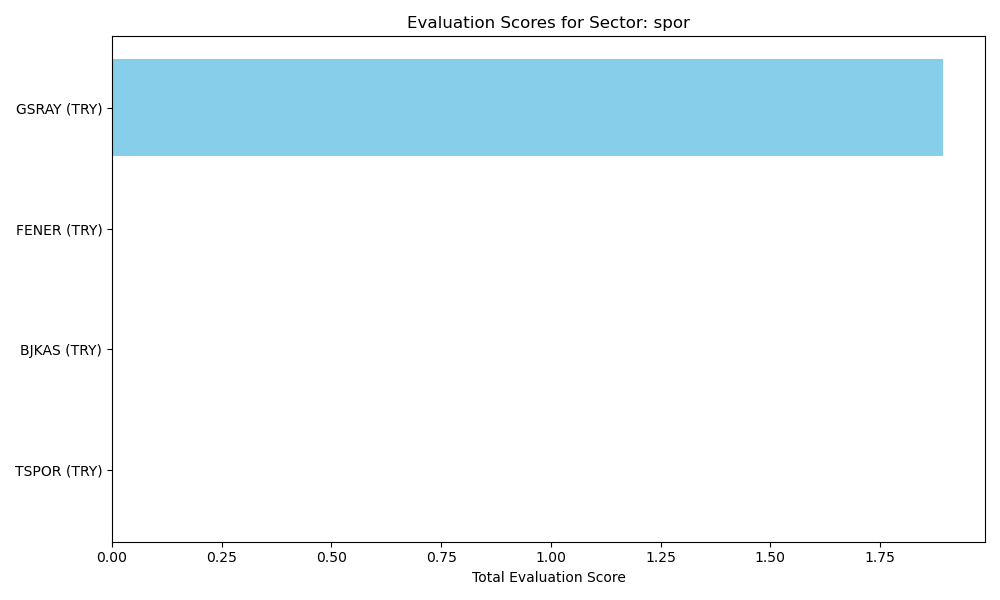 Evaluation Scores for Sector: spor
GSRAY (TRY)
FENER (TRY)
BJKAS (TRY)
TSPOR (TRY)
0.00 0.25 0.50 0.75 1.00 1.25 1.50 1.75
Total Evaluation Score